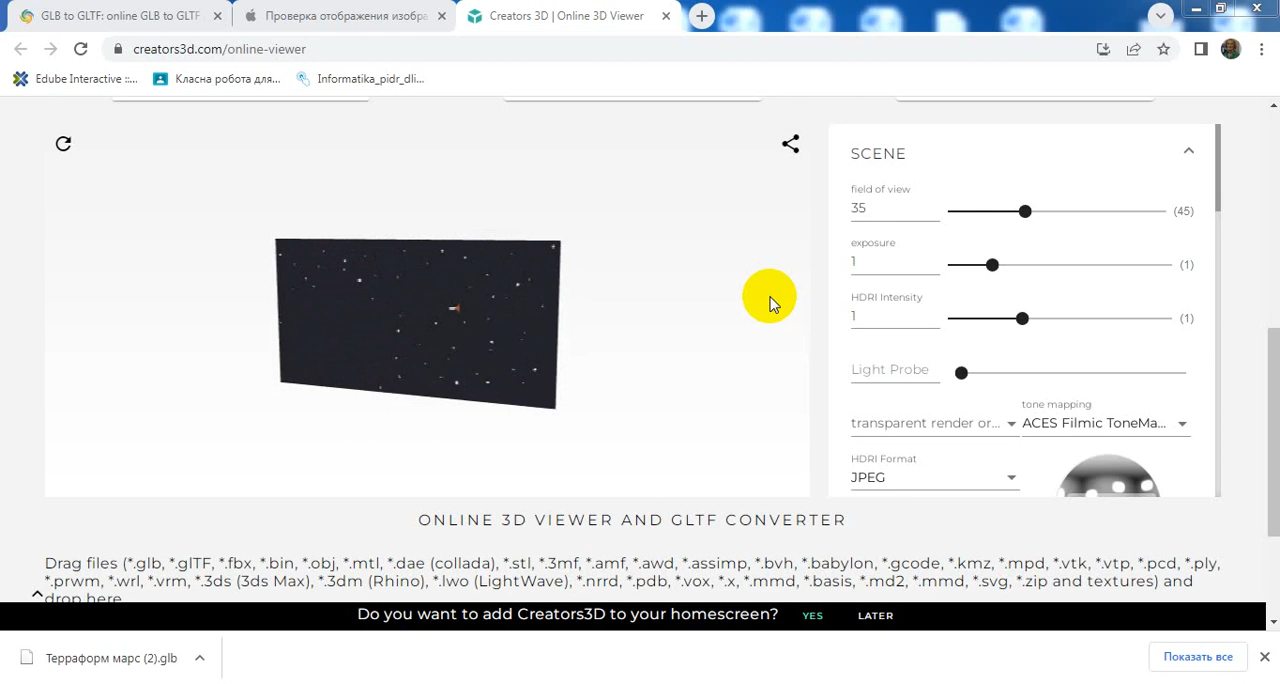 GLB to GLTF: online GLB to GLTF
Проверка отображения изобра
Creators 3D | Online 3D Viewer
creators3d.com/online-viewer
Edube Interactive ::...
Класна робота для...
Informatika_pidr_dli...
SCENE
field of view
35
(45)
exposure
1
(1)
HDRI Intensity
1
(1)
Light Probe
transparent render or...
tone mapping
ACES Filmic ToneMa...
HDRI Format
JPEG
ONLINE 3D VIEWER AND GLTF CONVERTER
Drag files (*.glb, *.glTF, *.fbx, *.bin, *.obj, *.mtl, *.dae (collada), *.stl, *.3mf, *.amf, *.awd, *.assimp, *.bvh, *.babylon, *.gcode, *.kmz, *.mpd, *.vtk, *.vtp, *.pcd, *.ply,
*.prwm, *.wrl, *.vrm, *.3ds (3ds Max), *.3dm (Rhino), *.lwo (LightWave), *.nrrd, *.pdb, *.vox, *.x, *.mmd, *.basis, *.md2, *.mmd, *.svg, *.zip and textures) and
drop here
Do you want to add Creators3D to your homescreen?
YES
LATER
Терраформ марс (2).glb
Показать все